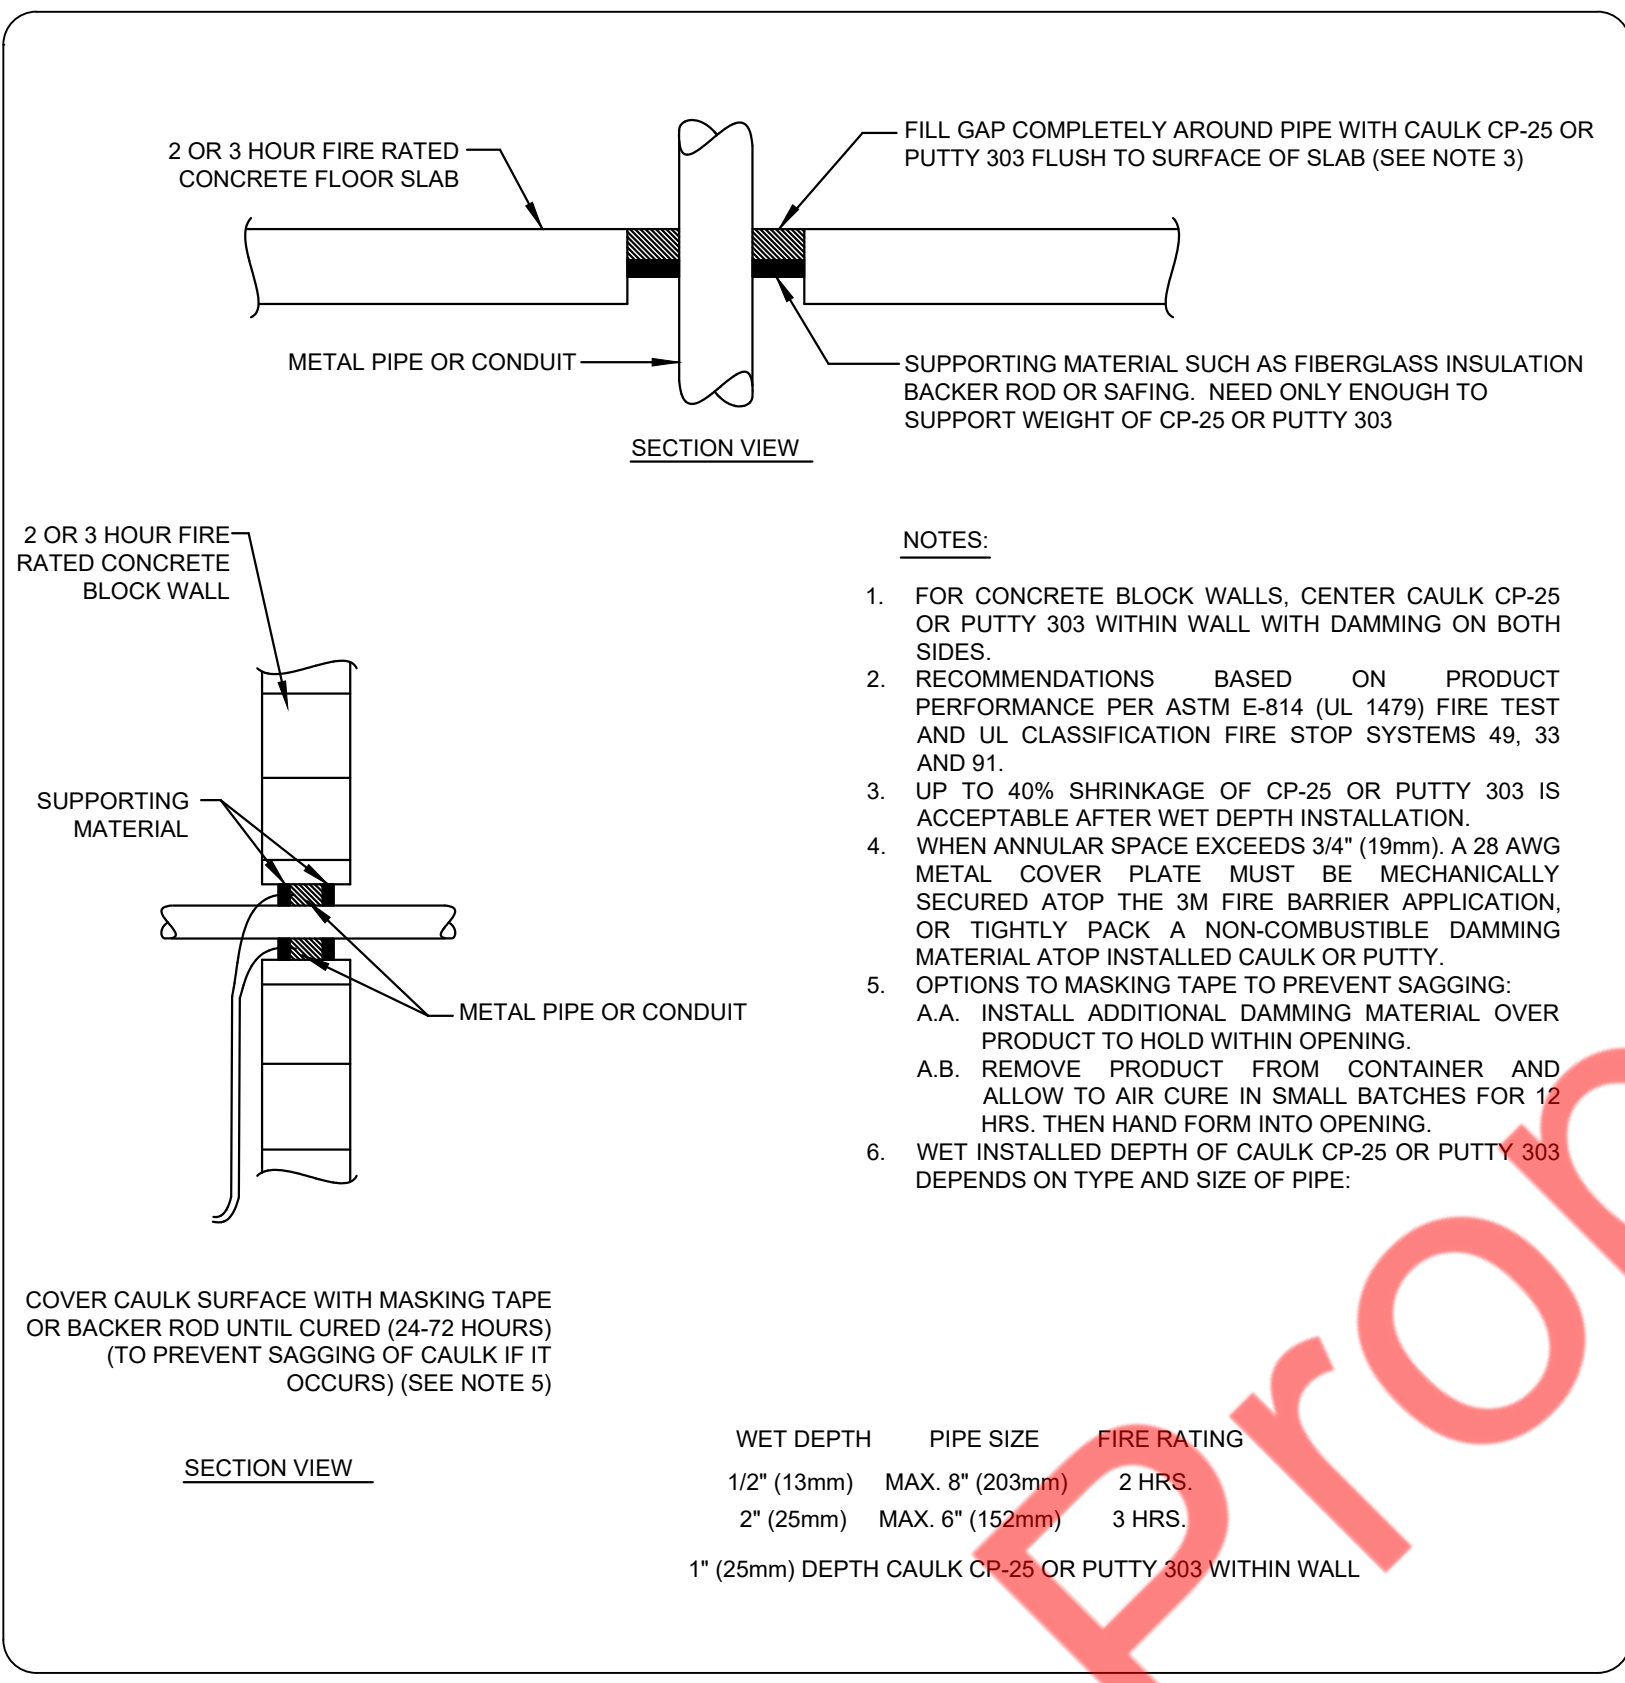 2 OR 3 HOUR FIRE RATED
CONCRETE FLOOR SLAB
FILL GAP COMPLETELY AROUND PIPE WITH CAULK CP-25 OR
PUTTY 303 FLUSH TO SURFACE OF SLAB (SEE NOTE 3)
METAL PIPE OR CONDUIT
SUPPORTING MATERIAL SUCH AS FIBERGLASS INSULATION
BACKER ROD OR SAFING. NEED ONLY ENOUGH TO
SUPPORT WEIGHT OF CP-25 OR PUTTY 303
SECTION VIEW
2 OR 3 HOUR FIRE
RATED CONCRETE
BLOCK WALL
SUPPORTING
MATERIAL
METAL PIPE OR CONDUIT
COVER CAULK SURFACE WITH MASKING TAPE
OR BACKER ROD UNTIL CURED (24-72 HOURS)
(TO PREVENT SAGGING OF CAULK IF IT
OCCURS) (SEE NOTE 5)
SECTION VIEW
NOTES:
1. FOR CONCRETE BLOCK WALLS, CENTER CAULK CP-25
OR PUTTY 303 WITHIN WALL WITH DAMMING ON BOTH
SIDES.
2. RECOMMENDATIONS BASED ON PRODUCT
PERFORMANCE PER ASTM E-814 (UL 1479) FIRE TEST
AND UL CLASSIFICATION FIRE STOP SYSTEMS 49, 33
AND 91.
3. UP TO 40% SHRINKAGE OF CP-25 OR PUTTY 303 IS
ACCEPTABLE AFTER WET DEPTH INSTALLATION.
4. WHEN ANNULAR SPACE EXCEEDS 3/4" (19mm). A 28 AWG
METAL COVER PLATE MUST BE MECHANICALLY
SECURED ATOP THE 3M FIRE BARRIER APPLICATION,
OR TIGHTLY PACK A NON-COMBUSTIBLE DAMMING
MATERIAL ATOP INSTALLED CAULK OR PUTTY.
5. OPTIONS TO MASKING TAPE TO PREVENT SAGGING:
A.A. INSTALL ADDITIONAL DAMMING MATERIAL OVER
PRODUCT TO HOLD WITHIN OPENING.
A.B. REMOVE PRODUCT FROM CONTAINER AND
ALLOW TO AIR CURE IN SMALL BATCHES FOR 12
HRS. THEN HAND FORM INTO OPENING.
6. WET INSTALLED DEPTH OF CAULK CP-25 OR PUTTY 303
DEPENDS ON TYPE AND SIZE OF PIPE:
WET DEPTH PIPE SIZE FIRE RATING
1/2" (13mm) MAX. 8" (203mm) 2 HRS.
2" (25mm) MAX. 6" (152mm) 3 HRS.
1" (25mm) DEPTH CAULK CP-25 OR PUTTY 303 WITHIN WALL
Pro